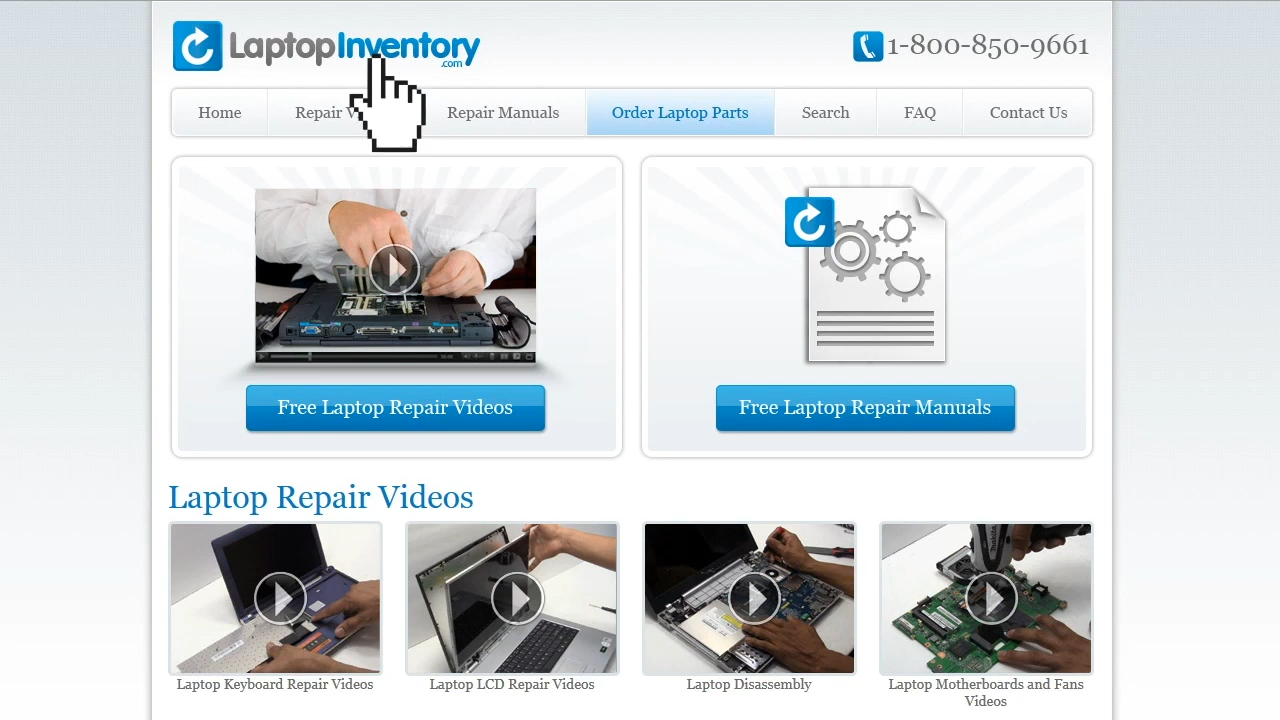 LaptopInventory
.com
1-800-850-9661
Home
Repair V
Repair Manuals
Order Laptop Parts
Search
FAQ
Contact Us
Free Laptop Repair Videos
Free Laptop Repair Manuals
Laptop Repair Videos
Laptop Keyboard Repair Videos
Laptop LCD Repair Videos
Laptop Disassembly
Laptop Motherboards and Fans
Videos